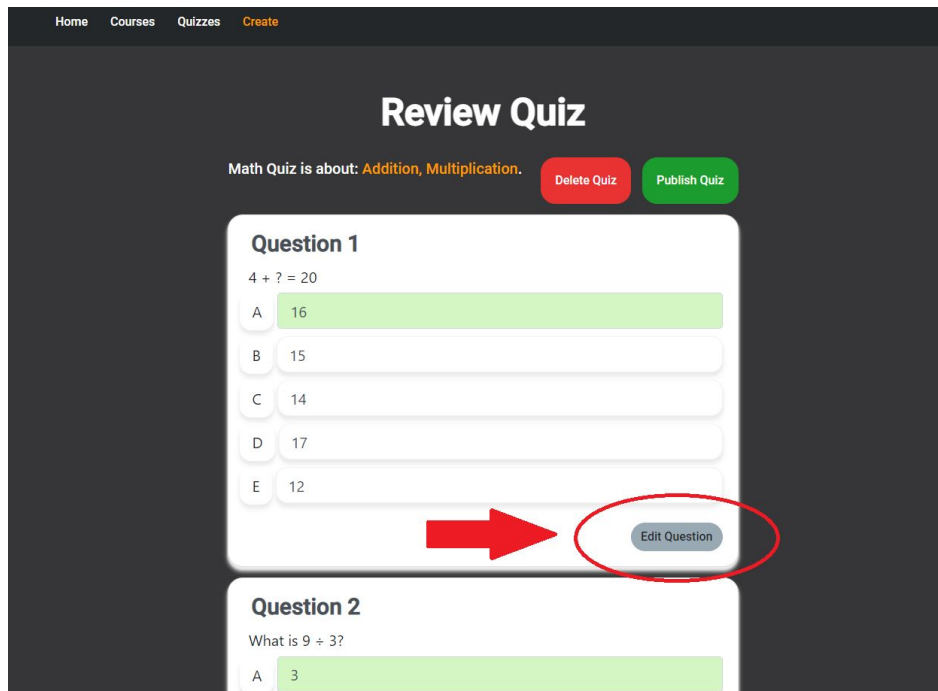 Home Courses Quizzes Create
Review Quiz
Math Quiz is about: Addition, Multiplication.
Delete Quiz
Publish Quiz
Question 1
4 + ? = 20
A 16
B 15
C 14
D 17
E 12
Edit Question
Question 2
What is 9 ÷ 3?
A 3